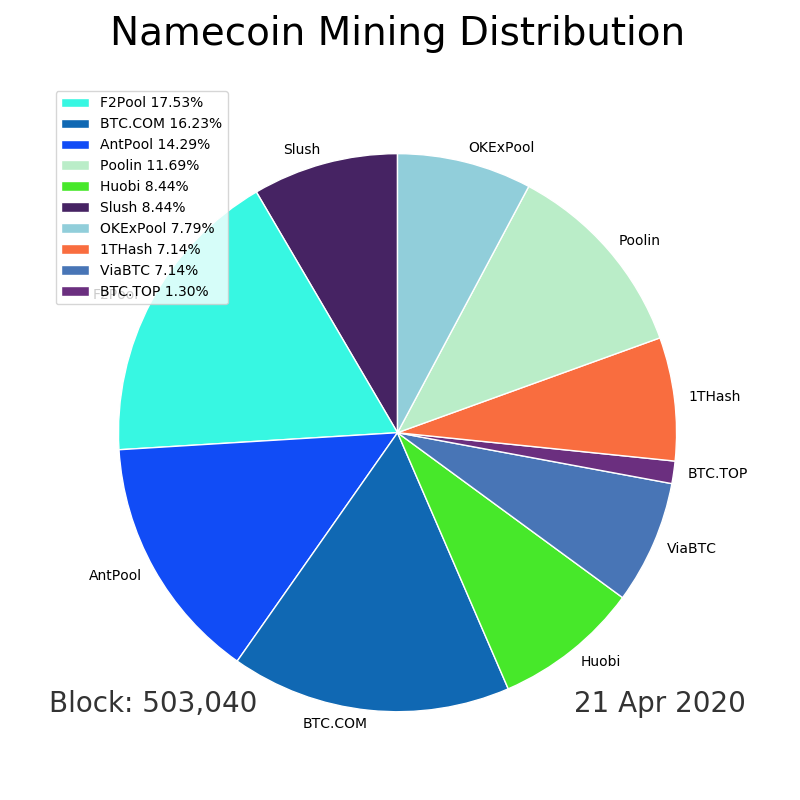 Namecoin Mining Distribution
F2Pool 17.53%
BTC.COM 16.23%
AntPool 14.29%
Poolin 11.69%
Huobi 8.44%
Slush 8.44%
OKExPool 7.79%
1THash 7.14%
ViaBTC 7.14%
BTC.TOP 1.30%
Slush
OKExPool
Poolin
F2Pool
1THash
BTC.TOP
ViaBTC
AntPool
Huobi
BTC.COM
Block: 503,040
21 Apr 2020